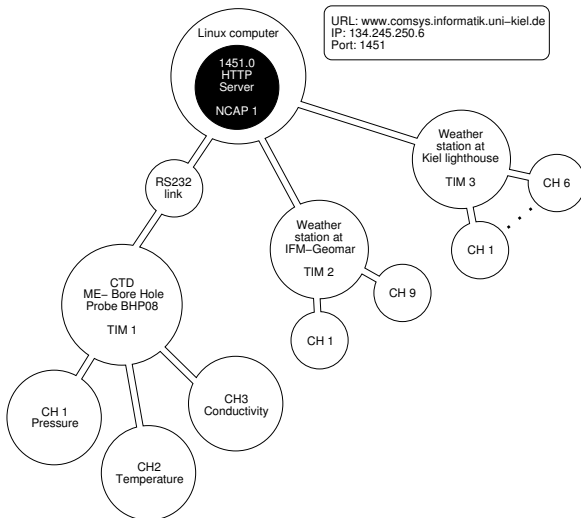 URL: www.comsys.informatik.uni-kiel.de
IP: 134.245.250.6
Port: 1451
Linux computer
1451.0
HTTP
Server
NCAP 1
RS232
link
Weather
station at
Kiel lighthouse
TIM 3
CH 6
CH 1
Weather
station at
IFM-Geomar
TIM 2
CH 9
CH 1
CTD
ME- Bore Hole
Probe BHP08
TIM 1
CH 1
Pressure
CH2
Temperature
CH3
Conductivity